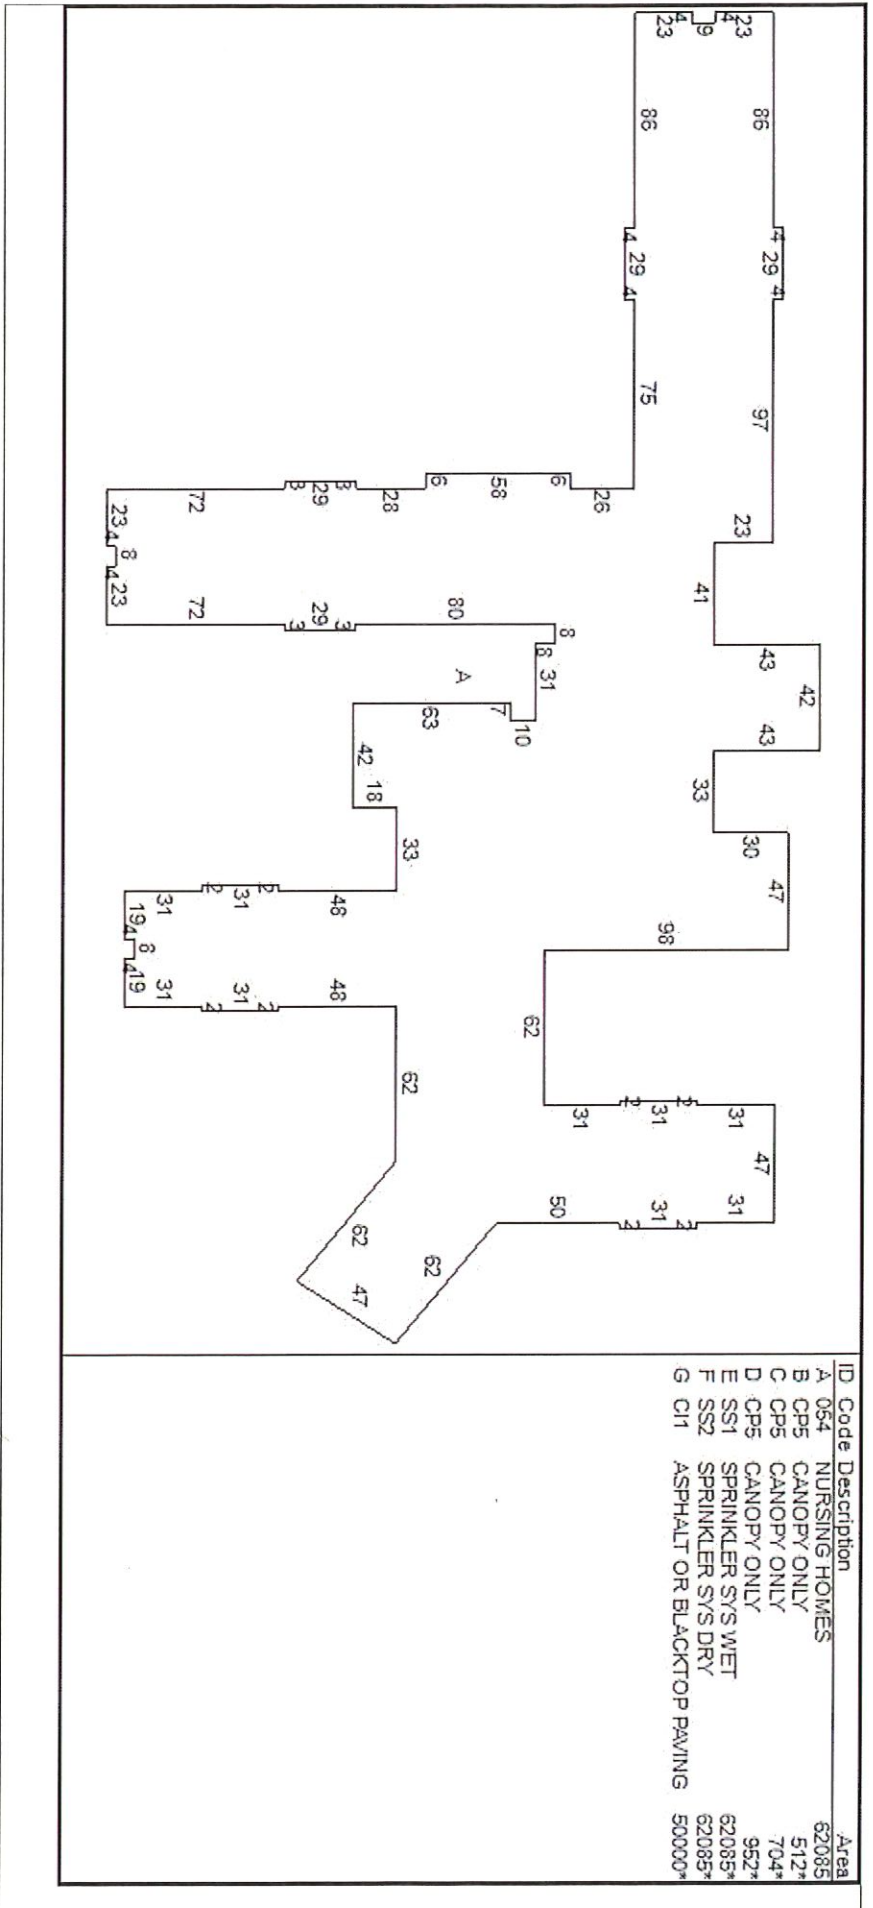 42
4 29 4
86 97 43 43 47
23 23 30 31 47 31
4 41 33 98 2 31 2 2 31 2
9
4 86 75 62 31 50
23 4 29 4
26 8
6 8 31 10
58 7
6 80 A 63 33 62 62
28 42 18
3 29 3 3 29 3 48 48 62 47
72 72 2 31 2 2 31 2
23 4 8 4 23 31 31
19 4 8 4 19
ID Code Description Area
A 054 NURSING HOMES 62085
B CP5 CANOPY ONLY 512*
C CP5 CANOPY ONLY 704*
D CP5 CANOPY ONLY 952*
E SS1 SPRINKLER SYS WET 62085*
F SS2 SPRINKLER SYS DRY 62085*
G CI1 ASPHALT OR BLACKTOP PAVING 50000*